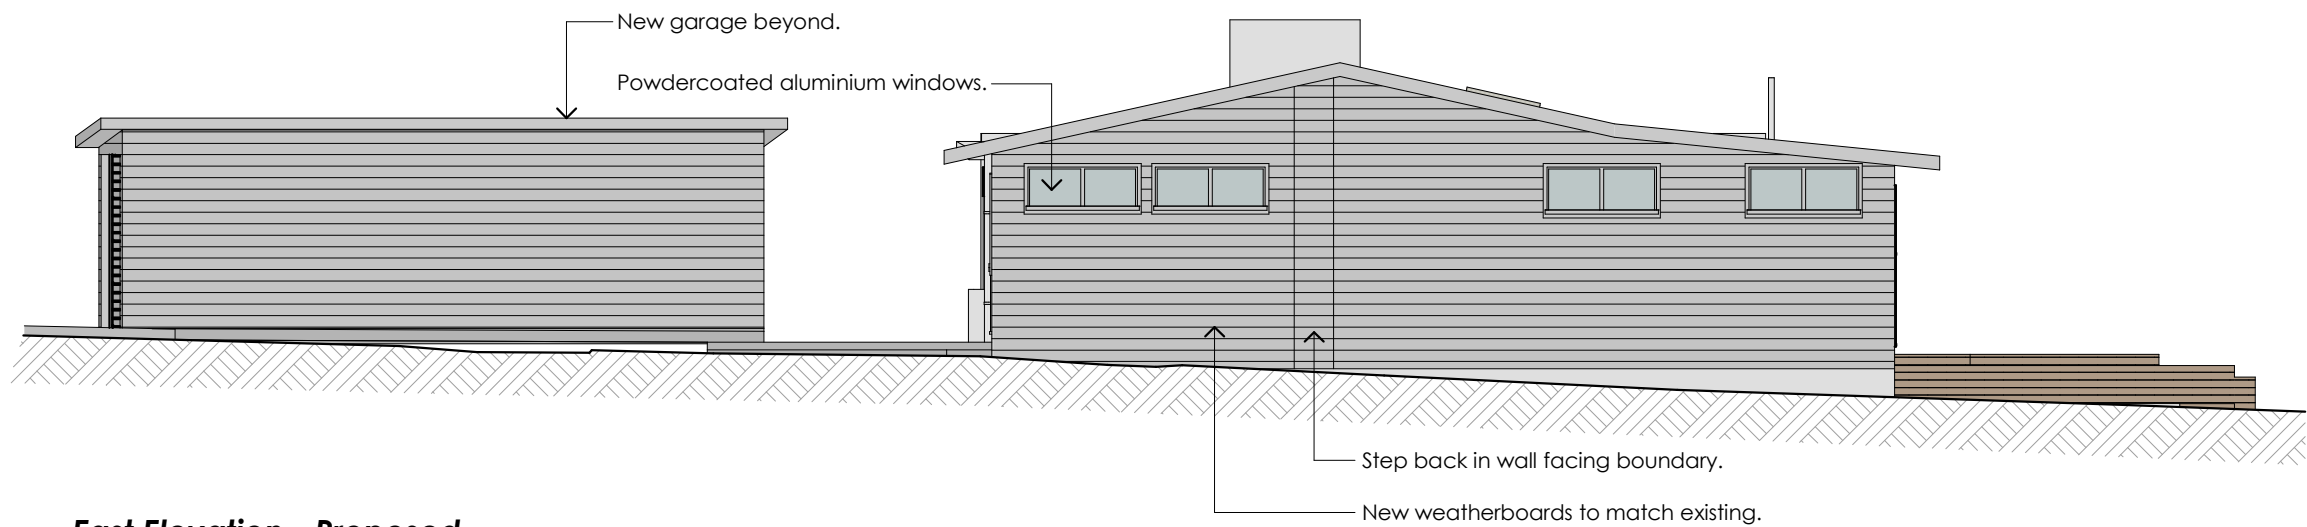 New garage beyond.
Powdercoated aluminium windows.
Step back in wall facing boundary.
New weatherboards to match existing.
East Elevation - Proposed